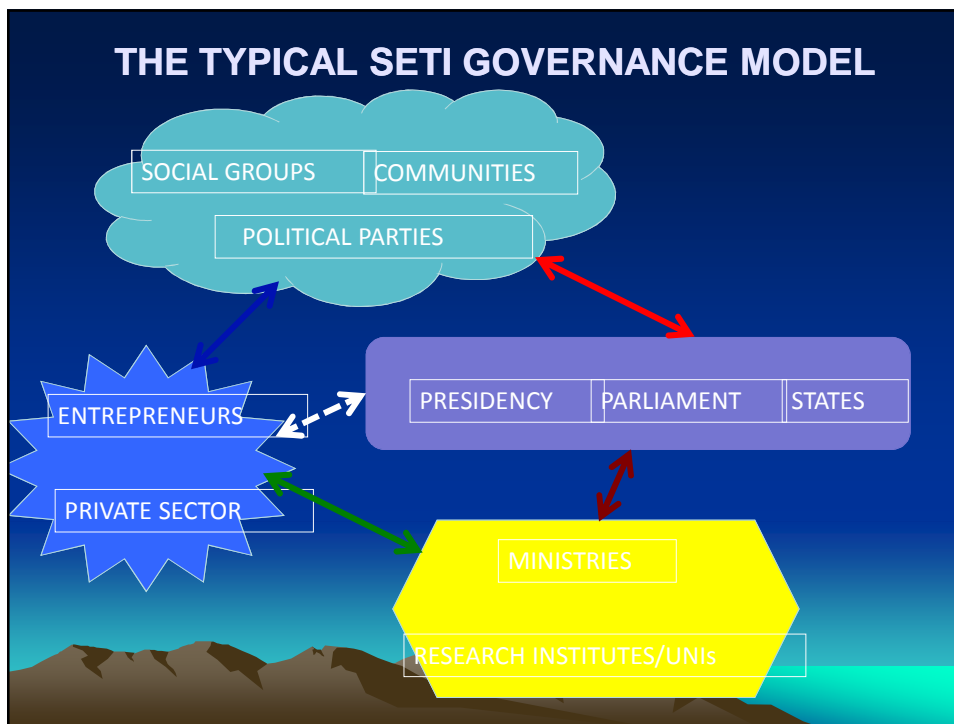 THE TYPICAL SETI GOVERNANCE MODEL
SOCIAL GROUPS COMMUNITIES
POLITICAL PARTIES
ENTREPRENEURS
PRESIDENCY PARLIAMENT STATES
PRIVATE SECTOR
MINISTRIES
RESEARCH INSTITUTES/UNIs